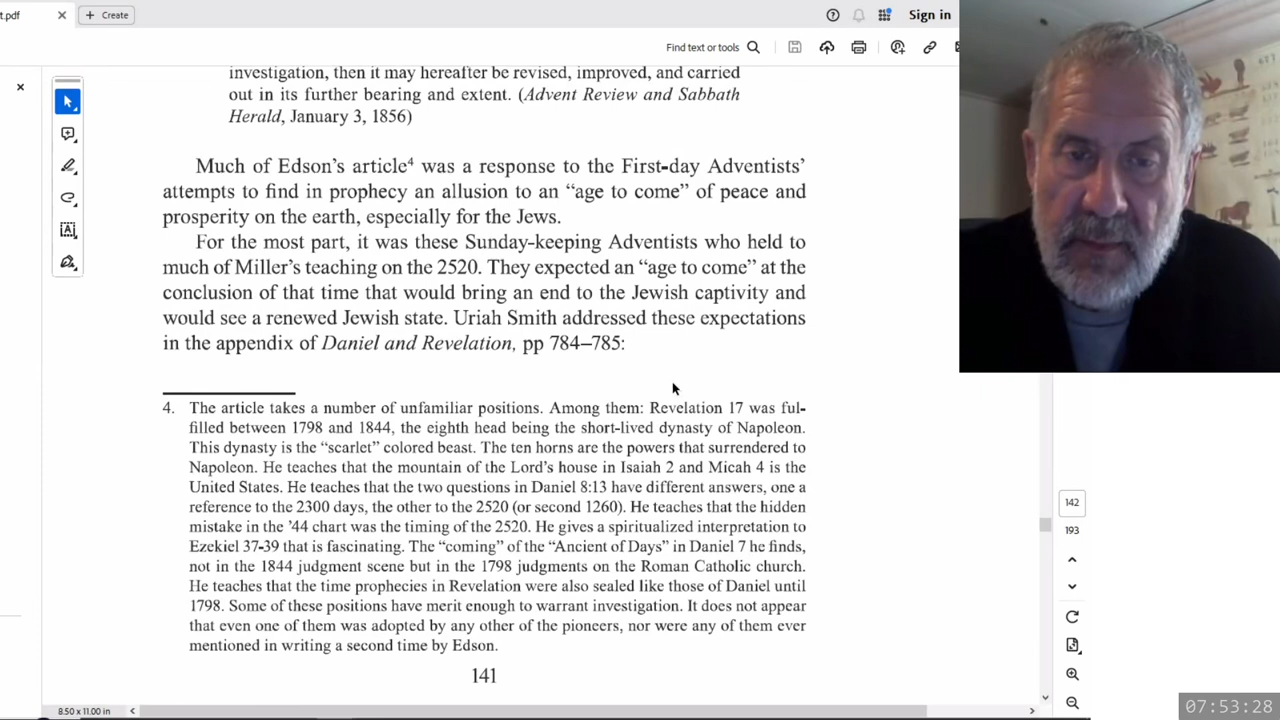 t.pdf
Create
Sign in
Find text or tools
investigation, then it may hereafter be revised, improved, and carried
out in its further bearing and extent. (Advent Review and Sabbath
Herald, January 3, 1856)
Much of Edson’s article⁴ was a response to the First-day Adventists’
attempts to find in prophecy an allusion to an “age to come” of peace and
prosperity on the earth, especially for the Jews.
For the most part, it was these Sunday-keeping Adventists who held to
much of Miller’s teaching on the 2520. They expected an “age to come” at the
conclusion of that time that would bring an end to the Jewish captivity and
would see a renewed Jewish state. Uriah Smith addressed these expectations
in the appendix of Daniel and Revelation, pp 784–785:
4. The article takes a number of unfamiliar positions. Among them: Revelation 17 was ful-
filled between 1798 and 1844, the eighth head being the short-lived dynasty of Napoleon.
This dynasty is the “scarlet” colored beast. The ten horns are the powers that surrendered to
Napoleon. He teaches that the mountain of the Lord’s house in Isaiah 2 and Micah 4 is the
United States. He teaches that the two questions in Daniel 8:13 have different answers, one a
reference to the 2300 days, the other to the 2520 (or second 1260). He teaches that the hidden
mistake in the ’44 chart was the timing of the 2520. He gives a spiritualized interpretation to
Ezekiel 37-39 that is fascinating. The “coming” of the “Ancient of Days” in Daniel 7 he finds,
not in the 1844 judgment scene but in the 1798 judgments on the Roman Catholic church.
He teaches that the time prophecies in Revelation were also sealed like those of Daniel until
1798. Some of these positions have merit enough to warrant investigation. It does not appear
that even one of them was adopted by any other of the pioneers, nor were any of them ever
mentioned in writing a second time by Edson.
141
142
193
8.50 x 11.00 in
07:53:28